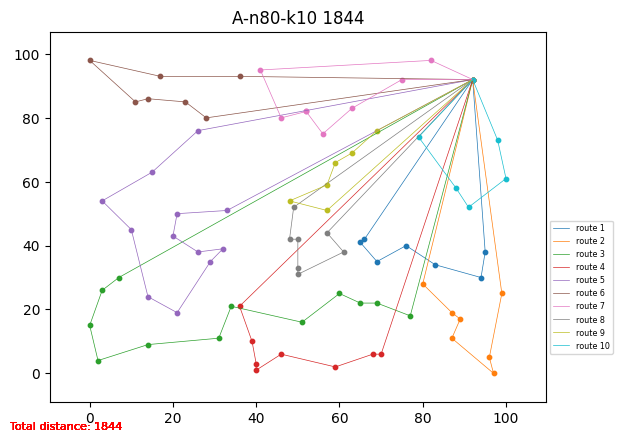 A-n80-k10 1844
100
80
60
40
20
0
0 20 40 60 80 100
route 1
route 2
route 3
route 4
route 5
route 6
route 7
route 8
route 9
route 10
Total distance: 1844